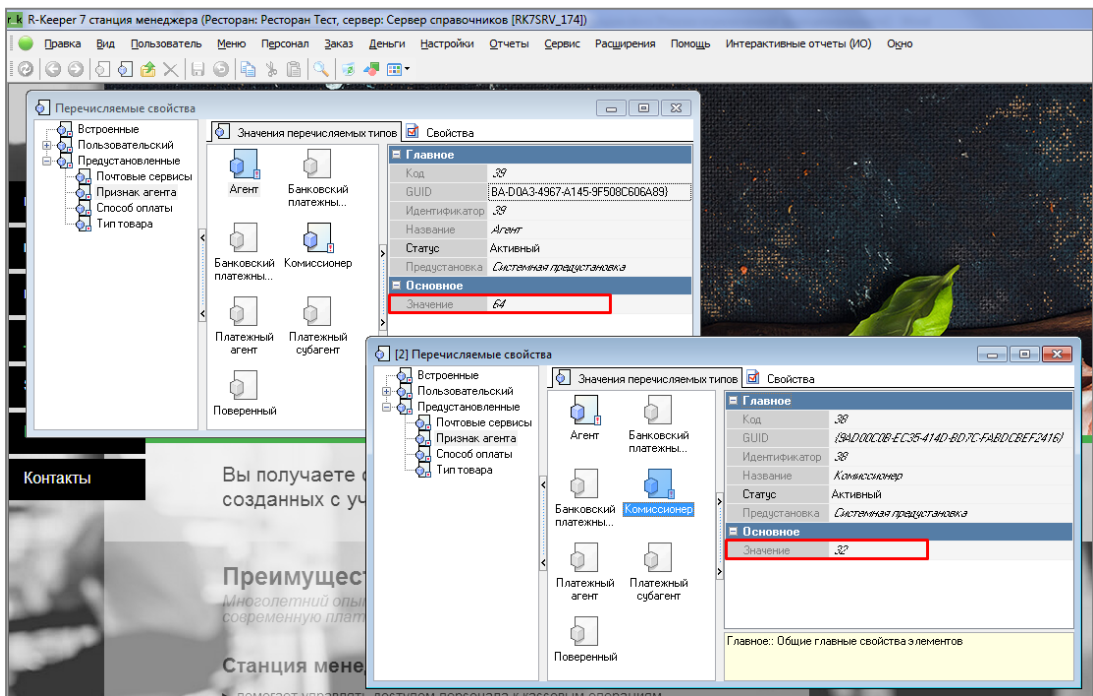 r k R-Keeper 7 станция менеджера (Ресторан: Ресторан Тест, сервер: Сервер справочников [RK7SRV_174])
Правка Вид Пользователь Меню Персонал Заказ Деньги Настройки Отчеты Сервис Расширения Помощь Интерактивные отчеты (ИО) Окно
Перечисляемые свойства
Встроенные
Пользовательский
Предустановленные
Почтовые сервисы
Признак агента
Способ оплаты
Тип товара
Значения перечисляемых типов Свойства
Агент
Банковский платежны...
Банковский платежны...
Комиссионер
Платежный агент
Платежный субагент
Поверенный
Главное
Код 39
GUID BA-D0A3-4967-A145-9F508C606A89}
Идентификатор 39
Название Агент
Статус Активный
Предустановка Системная предустановка
Основное
Значение 64
[2] Перечисляемые свойства
Встроенные
Пользовательский
Предустановленные
Почтовые сервисы
Признак агента
Способ оплаты
Тип товара
Значения перечисляемых типов Свойства
Агент
Банковский платежны...
Банковский платежны...
Комиссионер
Платежный агент
Платежный субагент
Поверенный
Главное
Код 38
GUID {9AD00C0B-EC35-414D-BD7C-FABDCBEF2416}
Идентификатор 38
Название Комиссионер
Статус Активный
Предустановка Системная предустановка
Основное
Значение 32
Главное:: Общие главные свойства элементов
Контакты
Вы получаете
созданных с уч
Преимущес
Многолетний опы
современную плат
Станция мене